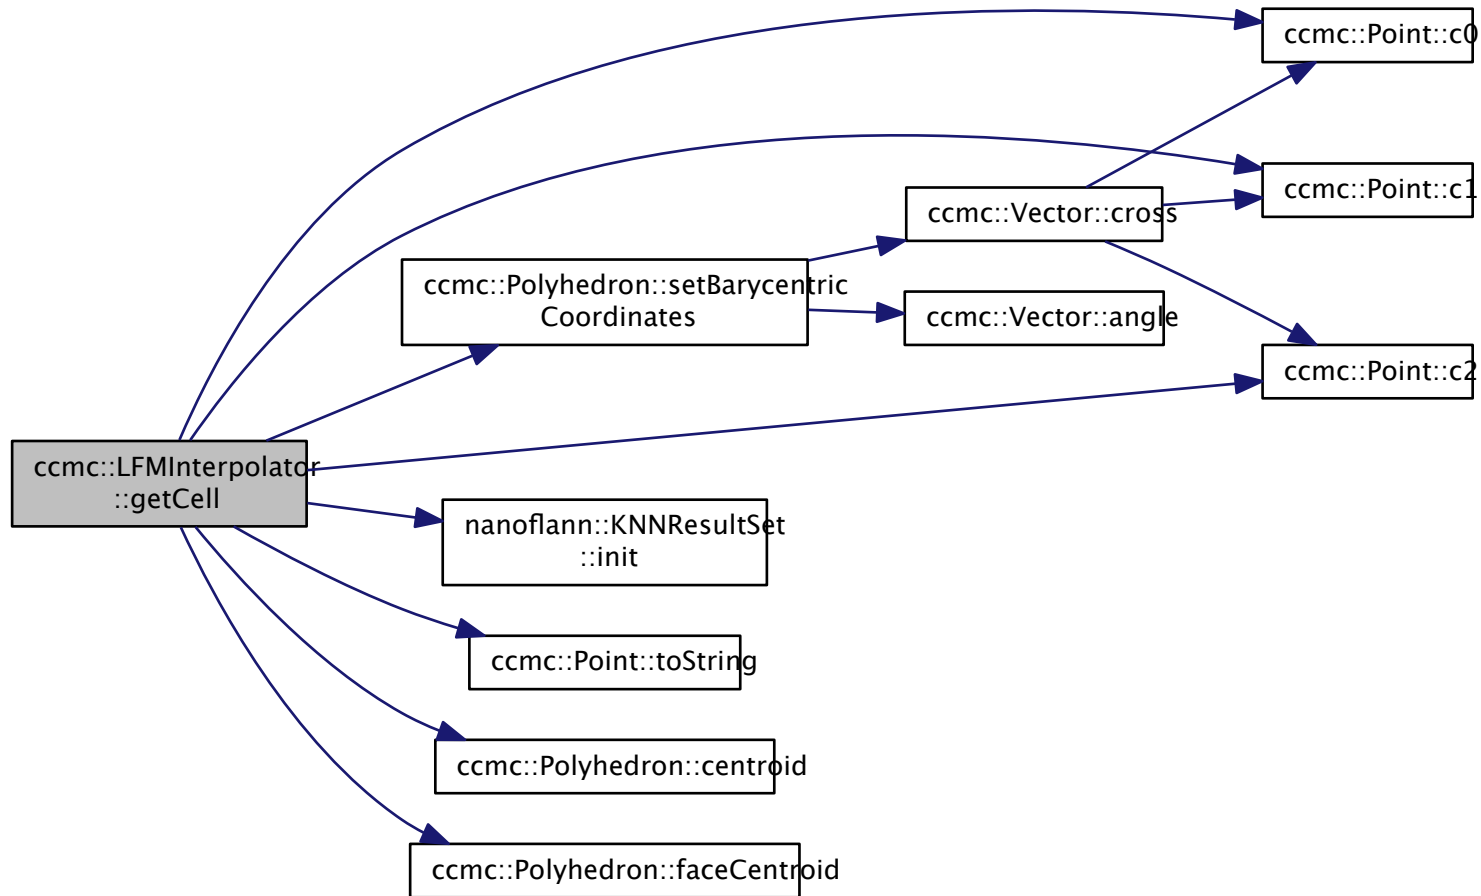 ccmc::Point::c0
ccmc::Point::c1
ccmc::Vector::cross
ccmc::Polyhedron::setBarycentric
Coordinates
ccmc::Vector::angle
ccmc::Point::c2
ccmc::LFMInterpolator
::getCell
nanoflann::KNNResultSet
::init
ccmc::Point::toString
ccmc::Polyhedron::centroid
ccmc::Polyhedron::faceCentroid